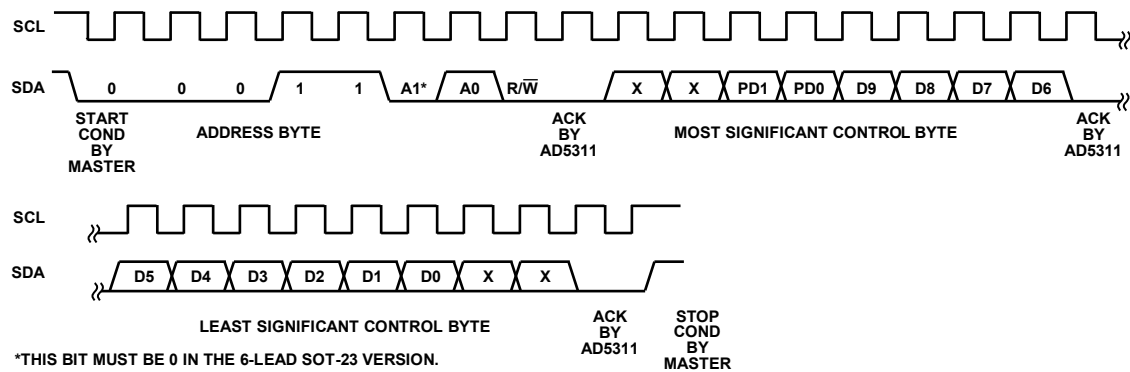 SCL
SDA 0 0 0 1 1 A1* A0 R/W̅ X X PD1 PD0 D9 D8 D7 D6
START COND BY MASTER
ADDRESS BYTE
ACK BY AD5311
MOST SIGNIFICANT CONTROL BYTE
ACK BY AD5311
SCL
SDA D5 D4 D3 D2 D1 D0 X X
LEAST SIGNIFICANT CONTROL BYTE
ACK BY AD5311
STOP COND BY MASTER
*THIS BIT MUST BE 0 IN THE 6-LEAD SOT-23 VERSION.